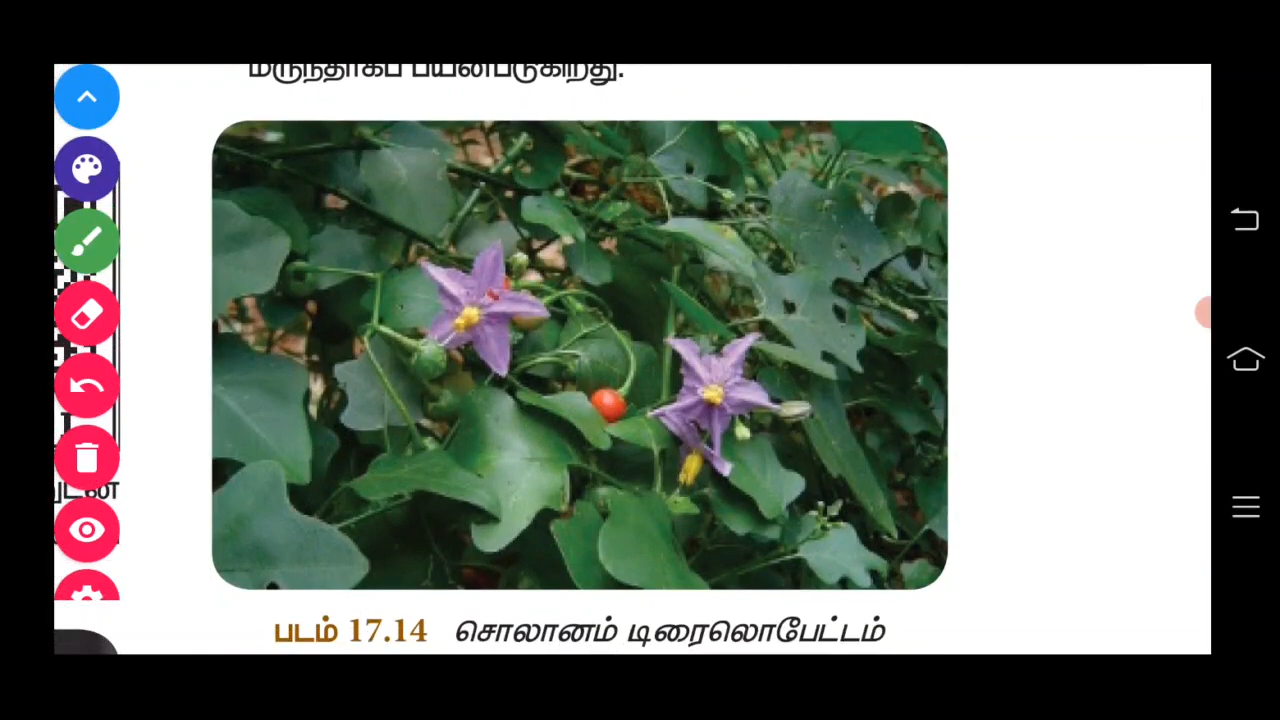 மருந்தாகப் பயன்படுகிறது.
படம் 17.14 சொலானம் டிரைலொபேட்டம்